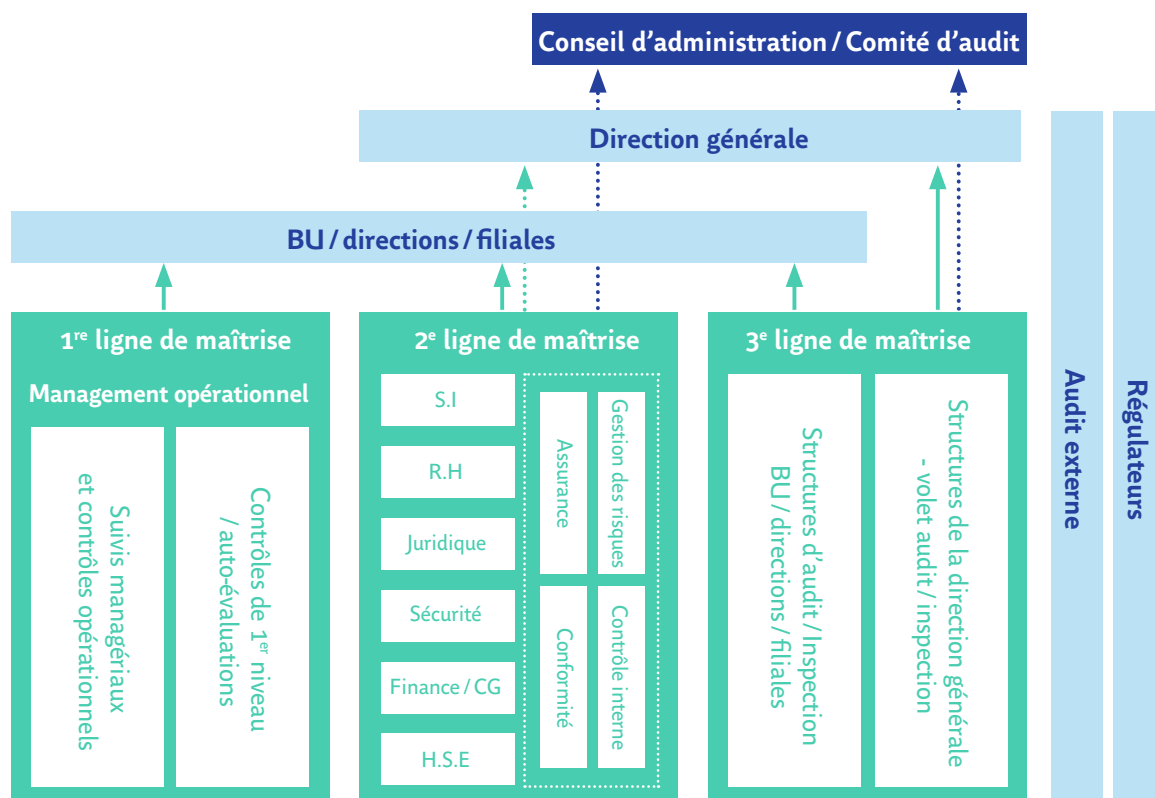 Conseil d’administration / Comité d’audit
Direction générale
BU / directions / filiales
1re ligne de maîtrise
Management opérationnel
Suivis managériaux
et contrôles opérationnels
Contrôles de 1er niveau
/ auto-évaluations
2e ligne de maîtrise
S.I
R.H
Juridique
Sécurité
Finance / CG
H.S.E
Assurance
Gestion des risques
Conformité
Contrôle interne
3e ligne de maîtrise
Structures d’audit / Inspection
BU / directions / filiales
Structures de la direction générale
- volet audit / inspection
Audit externe
Régulateurs